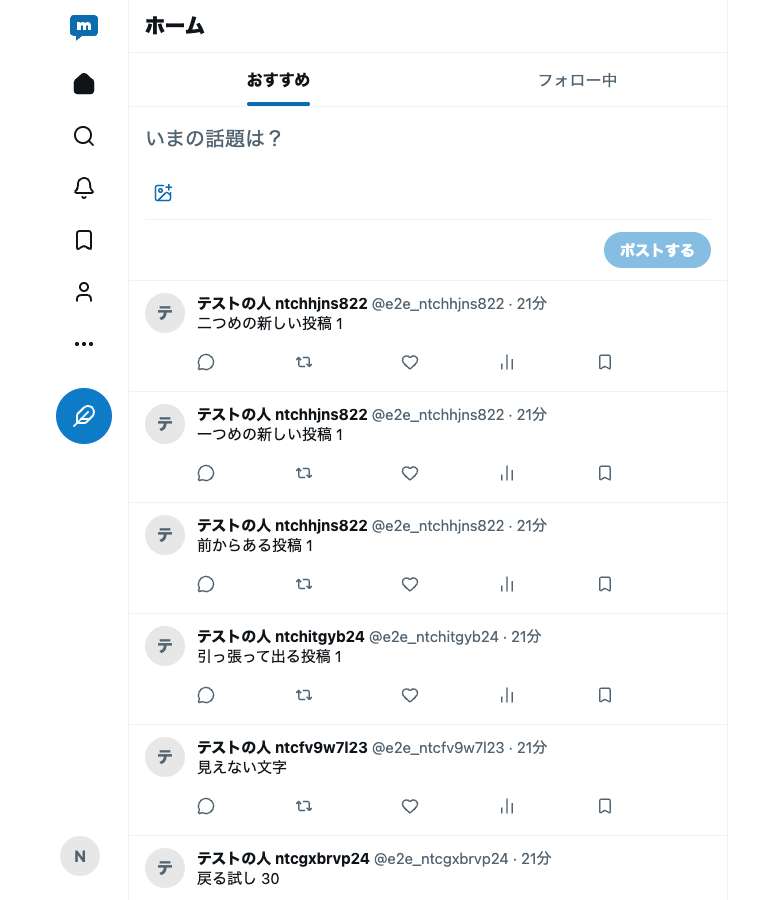 m
ホーム
おすすめ
フォロー中
いまの話題は？
ポストする
テ
テストの人 ntchhjns822 @e2e_ntchhjns822 · 21分
二つめの新しい投稿 1
テ
テストの人 ntchhjns822 @e2e_ntchhjns822 · 21分
一つめの新しい投稿 1
テ
テストの人 ntchhjns822 @e2e_ntchhjns822 · 21分
前からある投稿 1
テ
テストの人 ntchitgyb24 @e2e_ntchitgyb24 · 21分
引っ張って出る投稿 1
テ
テストの人 ntcfv9w7l23 @e2e_ntcfv9w7l23 · 21分
見えない文字
テ
テストの人 ntcgxbrvp24 @e2e_ntcgxbrvp24 · 21分
戻る試し 30
N